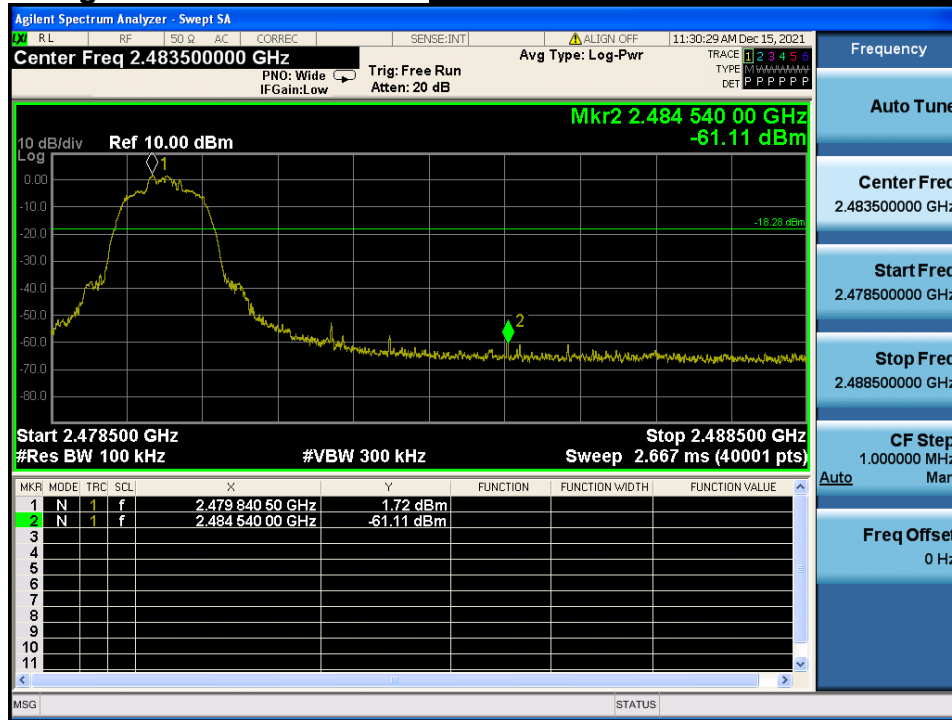 Agilent Spectrum Analyzer - Swept SA
LXI RL RF 50 Ω AC CORREC SENSE:INT ALIGN OFF 11:30:29 AM Dec 15, 2021
Center Freq 2.483500000 GHz
PNO: Wide
IFGain:Low
Trig: Free Run
Atten: 20 dB
Avg Type: Log-Pwr
TRACE 1 2 3 4 5 6
TYPE M
DET P P P P P P
Mkr2 2.484 540 00 GHz
-61.11 dBm
10 dB/div Ref 10.00 dBm
Log
0.00
-10.0
-20.0
-30.0
-40.0
-50.0
-60.0
-70.0
-80.0
1
-18.28 dBm
2
Start 2.478500 GHz Stop 2.488500 GHz
#Res BW 100 kHz #VBW 300 kHz Sweep 2.667 ms (40001 pts)
MKR MODE TRC SCL X Y FUNCTION FUNCTION WIDTH FUNCTION VALUE
1 N 1 f 2.479 840 50 GHz 1.72 dBm
2 N 1 f 2.484 540 00 GHz -61.11 dBm
3
4
5
6
7
8
9
10
11
MSG STATUS
Frequency
Auto Tune
Center Freq
2.483500000 GHz
Start Freq
2.478500000 GHz
Stop Freq
2.488500000 GHz
CF Step
1.000000 MHz
Auto Man
Freq Offset
0 Hz